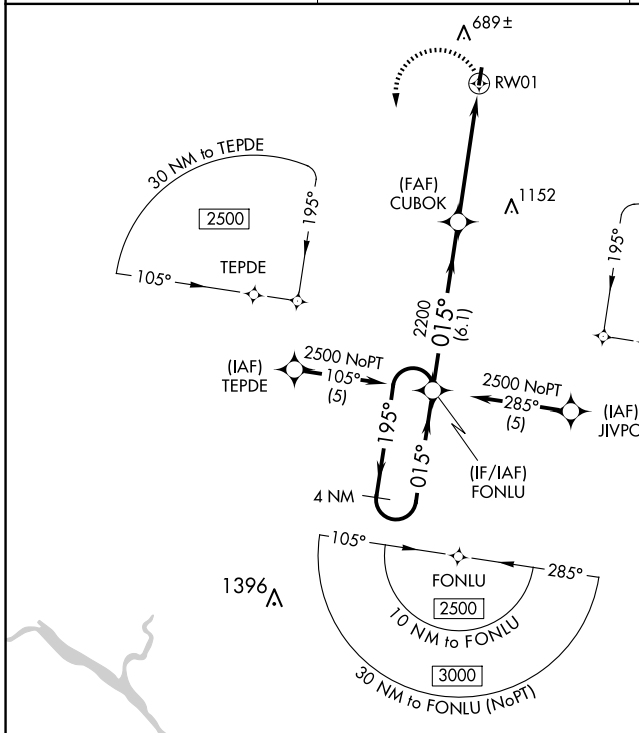 689±
RW01
30 NM to TEPDE
2500
195°
105°
TEPDE
(FAF)
CUBOK
1152
195°
2200
015°
(6.1)
(IAF)
TEPDE
2500 NoPT
105°
(5)
2500 NoPT
285°
(5)
(IAF)
JIVPO
195°
015°
4 NM
(IF/IAF)
FONLU
105°
285°
FONLU
2500
10 NM to FONLU
3000
30 NM to FONLU (NoPT)
1396